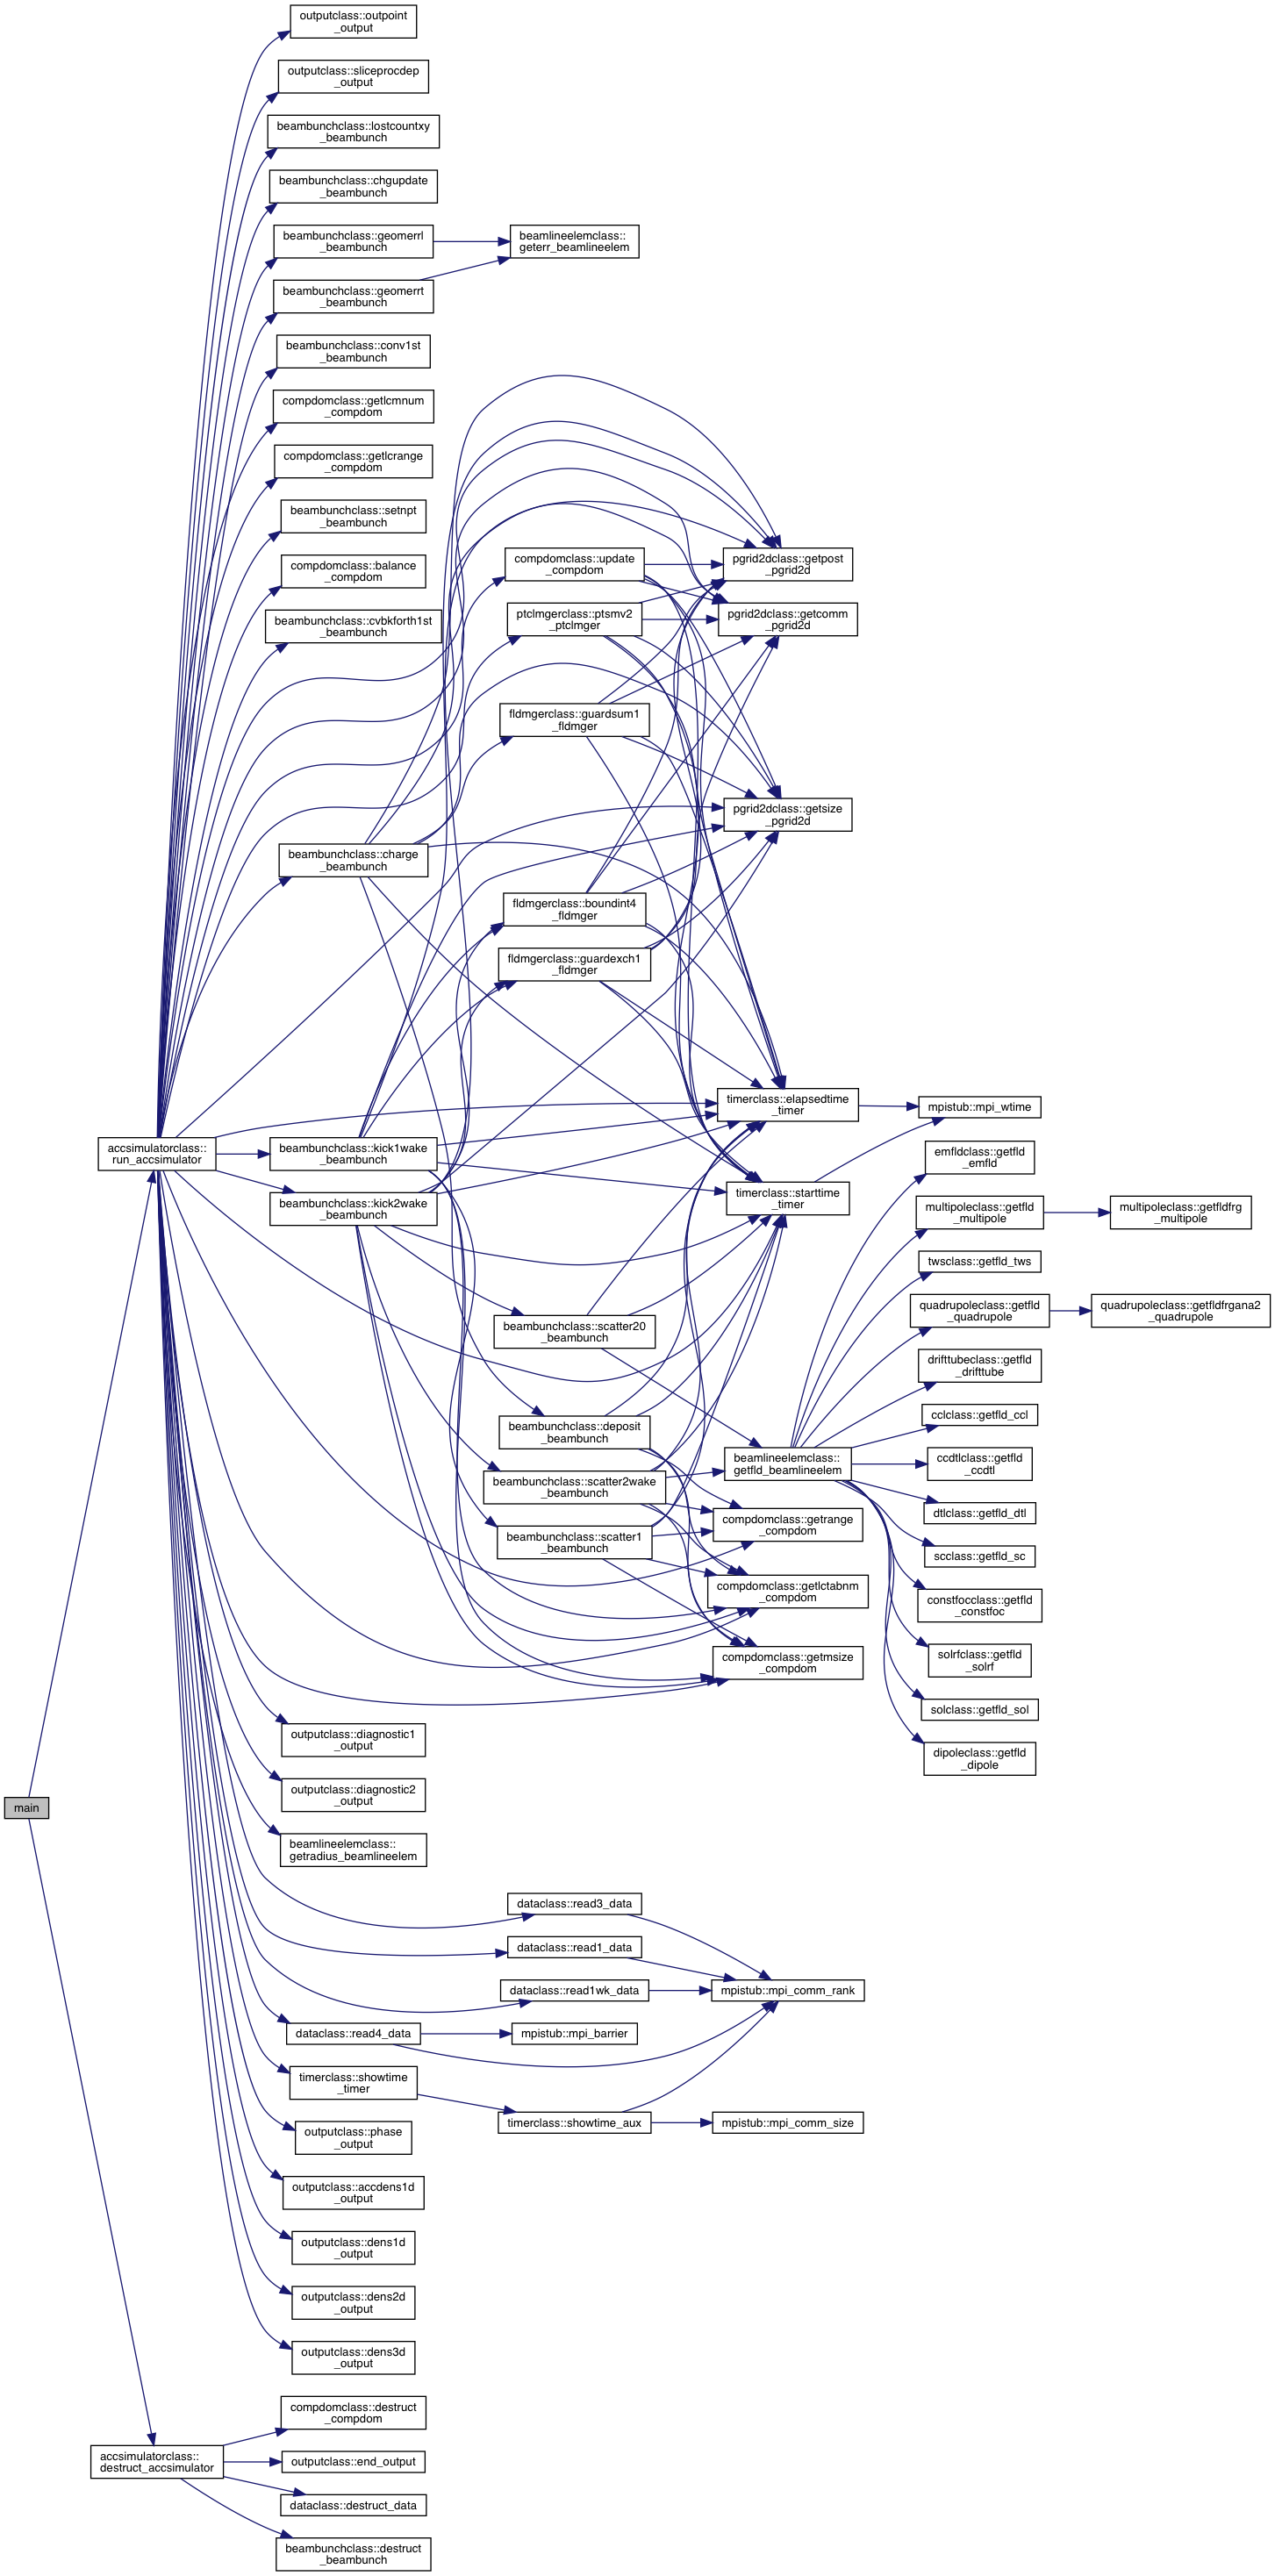 outputclass::outpoint
_output
outputclass::sliceprocdep
_output
beambunchclass::lostcountxy
_beambunch
beambunchclass::chgupdate
_beambunch
beambunchclass::geomerrl
_beambunch
beamlineelemclass::
geterr_beamlineelem
beambunchclass::geomerrt
_beambunch
beambunchclass::conv1st
_beambunch
compdomclass::getlcmnum
_compdom
compdomclass::getlcrange
_compdom
beambunchclass::setnpt
_beambunch
compdomclass::balance
_compdom
beambunchclass::cvbkforth1st
_beambunch
compdomclass::update
_compdom
pgrid2dclass::getpost
_pgrid2d
ptclmgerclass::ptsmv2
_ptclmger
pgrid2dclass::getcomm
_pgrid2d
fldmgerclass::guardsum1
_fldmger
pgrid2dclass::getsize
_pgrid2d
beambunchclass::charge
_beambunch
fldmgerclass::boundint4
_fldmger
fldmgerclass::guardexch1
_fldmger
timerclass::elapsedtime
_timer
mpistub::mpi_wtime
accsimulatorclass::
run_accsimulator
beambunchclass::kick1wake
_beambunch
beambunchclass::kick2wake
_beambunch
timerclass::starttime
_timer
emfldclass::getfld
_emfld
multipoleclass::getfld
_multipole
multipoleclass::getfldfrg
_multipole
twsclass::getfld_tws
quadrupoleclass::getfld
_quadrupole
quadrupoleclass::getfldfrgana2
_quadrupole
beambunchclass::scatter20
_beambunch
drifttubeclass::getfld
_drifttube
cclclass::getfld_ccl
beambunchclass::deposit
_beambunch
beamlineelemclass::
getfld_beamlineelem
ccdtlclass::getfld
_ccdtl
beambunchclass::scatter2wake
_beambunch
dtlclass::getfld_dtl
compdomclass::getrange
_compdom
beambunchclass::scatter1
_beambunch
scclass::getfld_sc
compdomclass::getlctabnm
_compdom
constfocclass::getfld
_constfoc
compdomclass::getmsize
_compdom
solrfclass::getfld
_solrf
solclass::getfld_sol
dipoleclass::getfld
_dipole
outputclass::diagnostic1
_output
outputclass::diagnostic2
_output
main
beamlineelemclass::
getradius_beamlineelem
dataclass::read3_data
dataclass::read1_data
dataclass::read1wk_data
mpistub::mpi_comm_rank
dataclass::read4_data
mpistub::mpi_barrier
timerclass::showtime
_timer
timerclass::showtime_aux
mpistub::mpi_comm_size
outputclass::phase
_output
outputclass::accdens1d
_output
outputclass::dens1d
_output
outputclass::dens2d
_output
outputclass::dens3d
_output
compdomclass::destruct
_compdom
accsimulatorclass::
destruct_accsimulator
outputclass::end_output
dataclass::destruct_data
beambunchclass::destruct
_beambunch